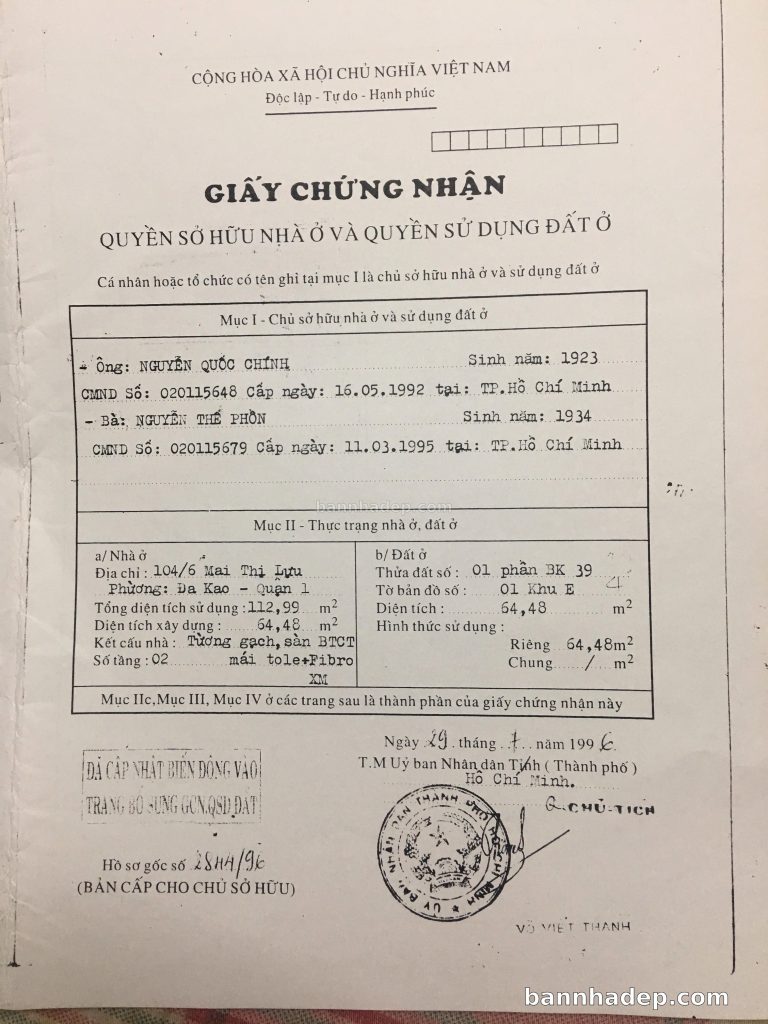 CỘNG HÒA XÃ HỘI CHỦ NGHĨA VIỆT NAM
Độc lập - Tự do - Hạnh phúc
GIẤY CHỨNG NHẬN
QUYỀN SỞ HỮU NHÀ Ở VÀ QUYỀN SỬ DỤNG ĐẤT Ở
Cá nhân hoặc tổ chức có tên ghi tại mục I là chủ sở hữu nhà ở và sử dụng đất ở
Mục I - Chủ sở hữu nhà ở và sử dụng đất ở
- Ông: NGUYỄN QUỐC CHÍNH Sinh năm: 1923
CMND Số: 020115648 Cấp ngày: 16.05.1992 tại: TP.Hồ Chí Minh
- Bà: NGUYỄN THẾ PHỒN Sinh năm: 1934
CMND Số: 020115679 Cấp ngày: 11.03.1995 tại: TP.Hồ Chí Minh
bannhadep.com
Mục II - Thực trạng nhà ở, đất ở
a/ Nhà ở
Địa chỉ : 104/6 Mai Thị Lựu
Phường: Đa Kao - Quận 1
Tổng diện tích sử dụng : 112,99 m2
Diện tích xây dựng : 64,48 m2
Kết cấu nhà : Tường gạch, sàn BTCT
Số tầng : 02 mái tole+Fibro
XM
b/ Đất ở
Thửa đất số : 01 phần BK 39
Tờ bản đồ số : 01 Khu E
Diện tích : 64,48 m2
Hình thức sử dụng :
Riêng 64,48m2
Chung / m2
Mục IIc, Mục III, Mục IV ở các trang sau là thành phần của giấy chứng nhận này
Ngày 29 tháng 7 năm 1996
T.M Uỷ ban Nhân dân Tỉnh ( Thành phố )
Hồ Chí Minh.
Q. CHỦ TỊCH
ĐÃ CẬP NHẬT BIẾN ĐỘNG VÀO
TRANG BỔ SUNG GCN.QSD ĐẤT
Hồ sơ gốc số 2844/96
(BẢN CẤP CHO CHỦ SỞ HỮU)
ỦY BAN NHÂN DÂN THÀNH PHỐ HỒ CHÍ MINH
VÕ VIẾT THANH
bannhadep.com